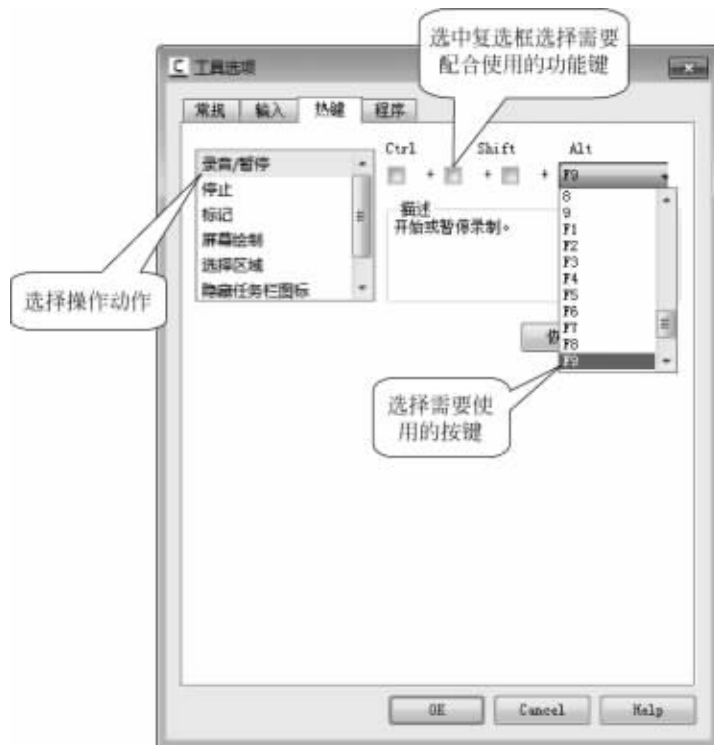 选中复选框选择需要
配合使用的功能键
工具选项
常规 输入 热键 程序
Ctrl Shift Alt
录音/暂停
停止
标记
屏幕绘制
选择区域
隐藏任务栏图标
+ + + F9
描述
开始或暂停录制。
8
9
F1
F2
F3
F4
F5
F6
F7
F8
F9
选择操作动作
选择需要使
用的按键
OK Cancel Help